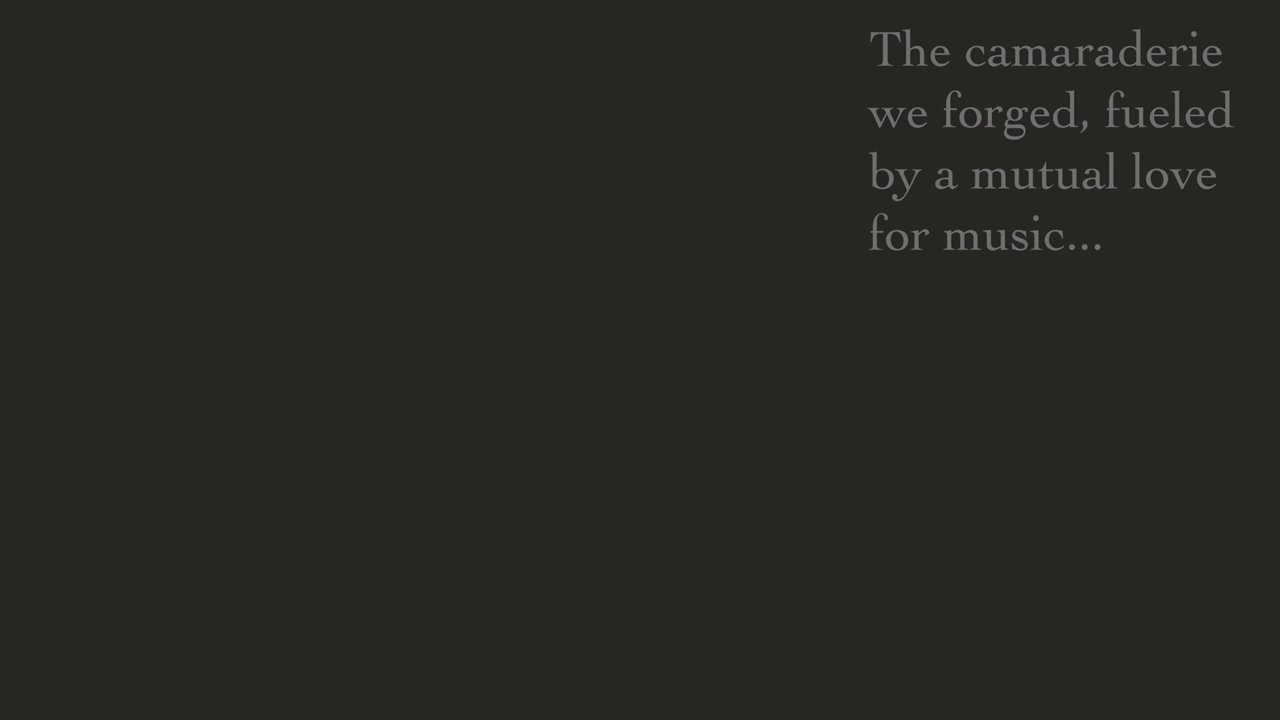 The camaraderie
we forged, fueled
by a mutual love
for music...